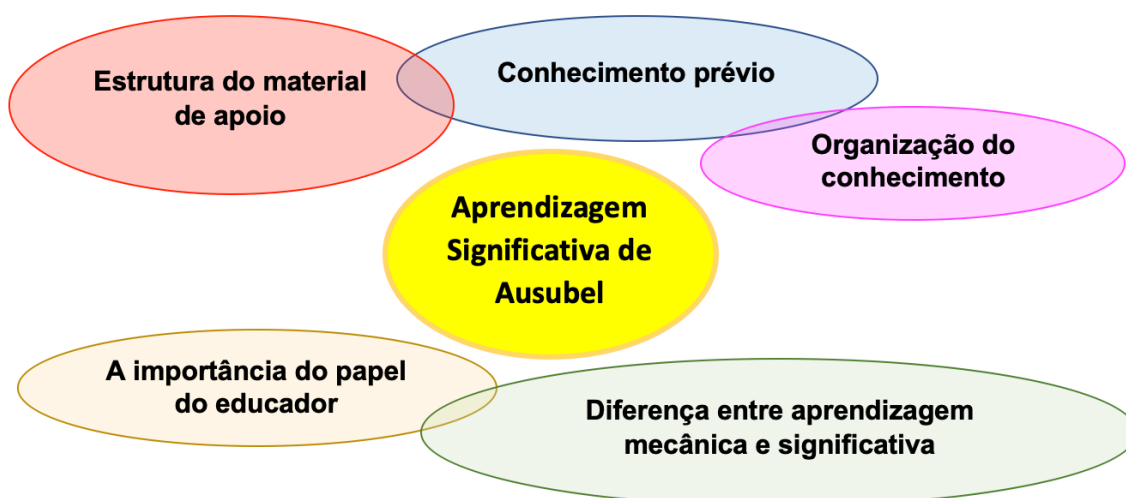 Estrutura do material
de apoio
Conhecimento prévio
Organização do
conhecimento
Aprendizagem
Significativa de
Ausubel
A importância do papel
do educador
Diferença entre aprendizagem
mecânica e significativa